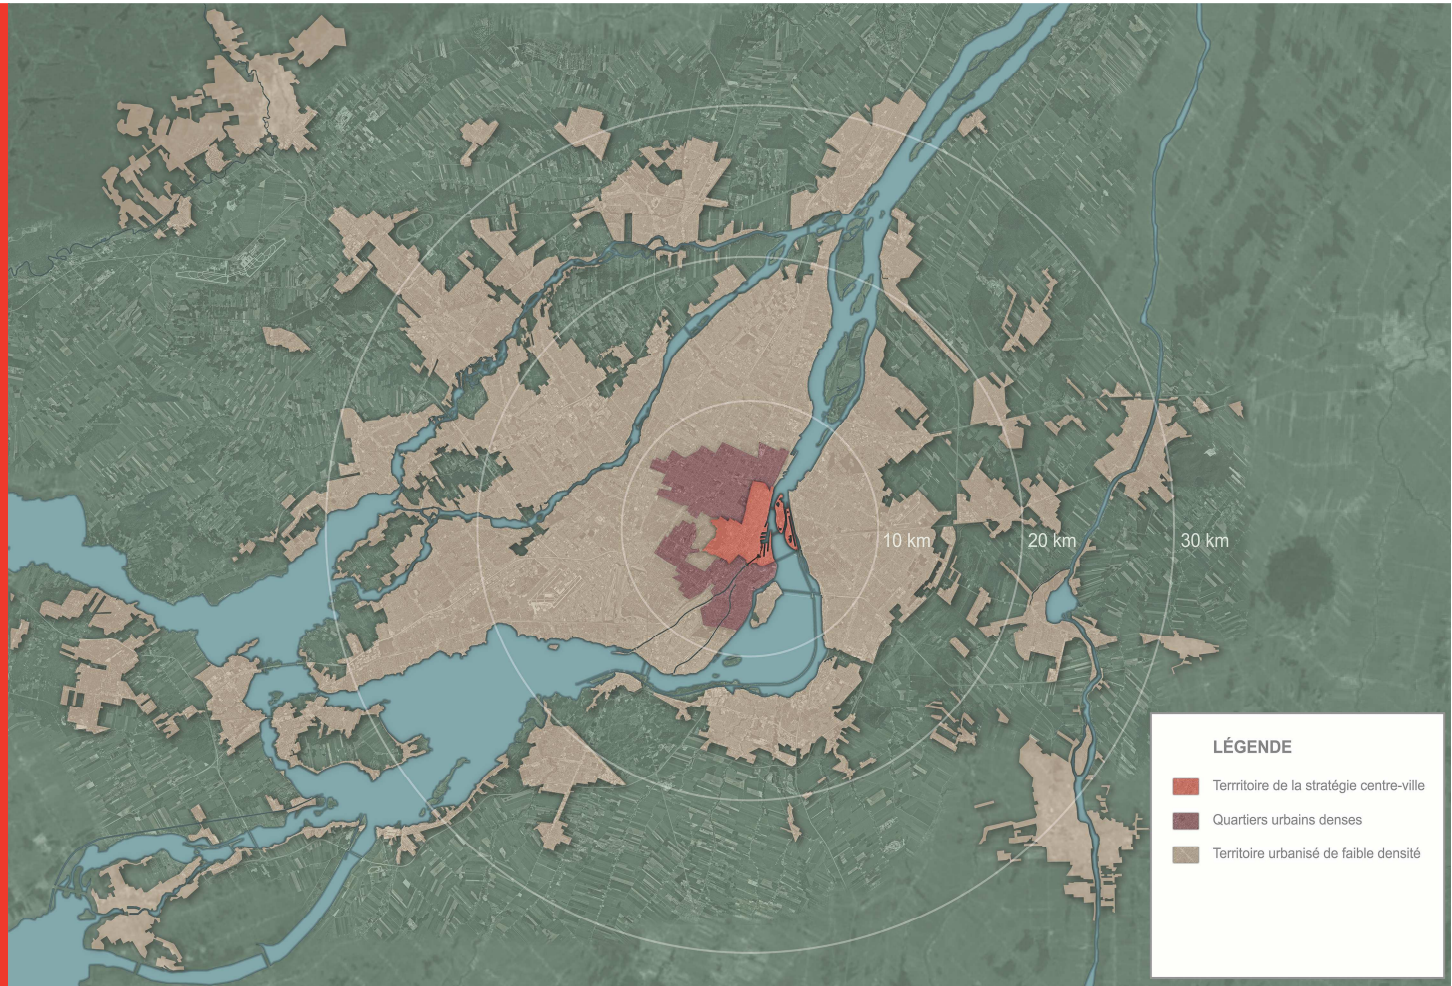 10 km
20 km
30 km
LÉGENDE
Terrritoire de la stratégie centre-ville
Quartiers urbains denses
Territoire urbanisé de faible densité